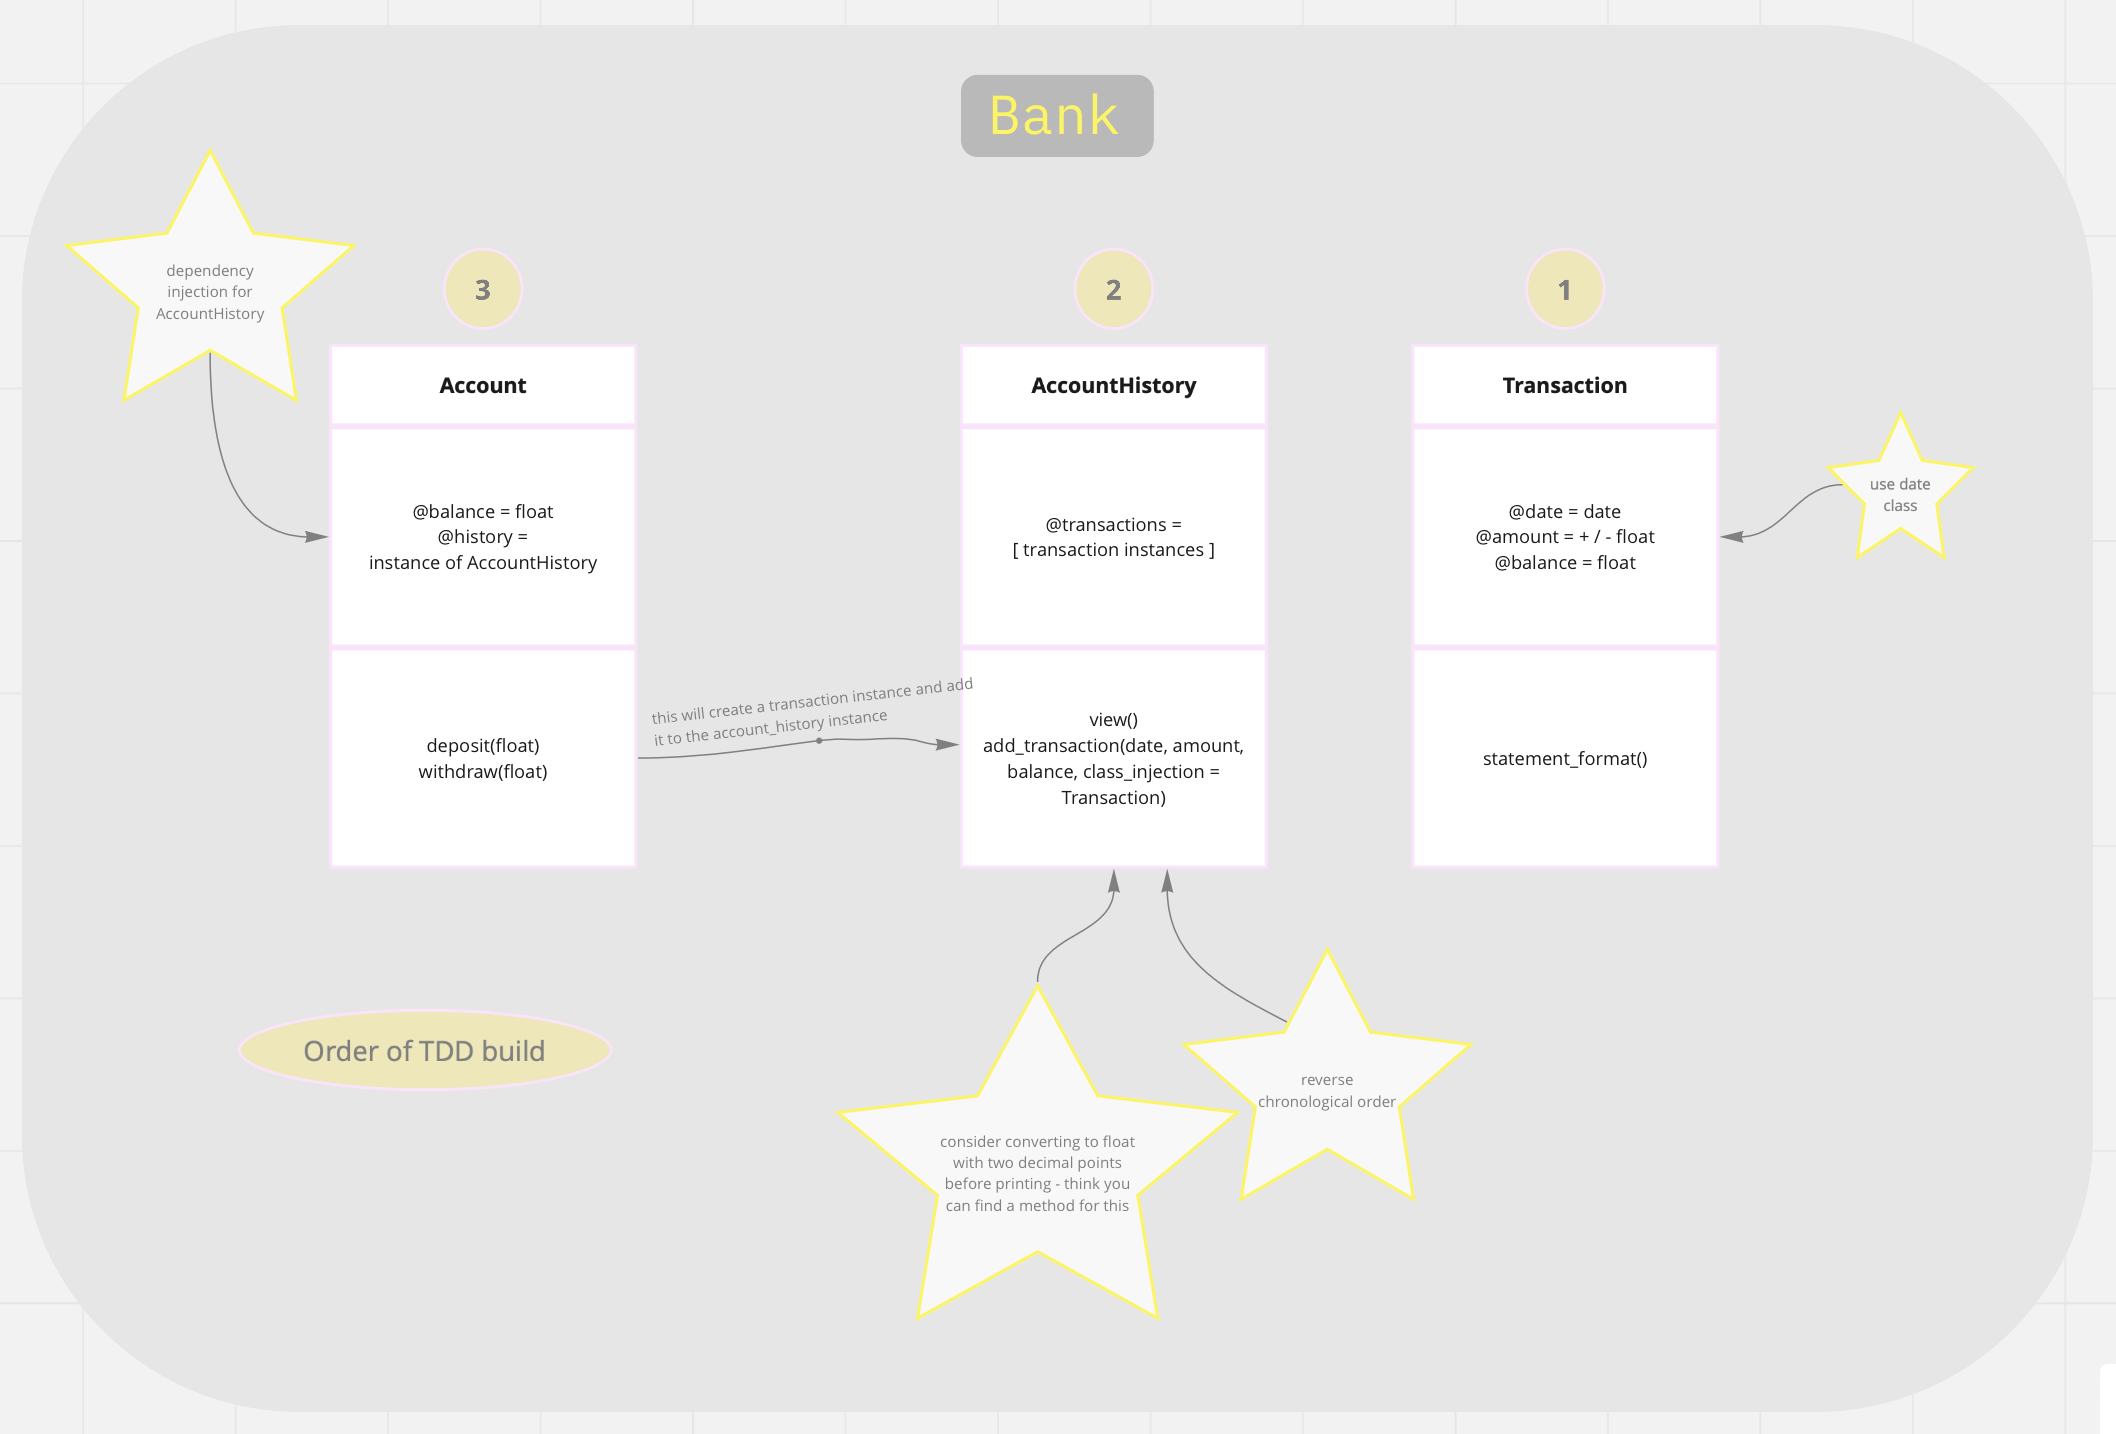 Bank
dependency
injection for
AccountHistory
3
2
1
Account
@balance = float
@history =
instance of AccountHistory
deposit(float)
withdraw(float)
this will create a transaction instance and add
it to the account_history instance
AccountHistory
@transactions =
[ transaction instances ]
view()
add_transaction(date, amount,
balance, class_injection =
Transaction)
Transaction
@date = date
@amount = + / - float
@balance = float
statement_format()
use date
class
Order of TDD build
consider converting to float
with two decimal points
before printing - think you
can find a method for this
reverse
chronological order